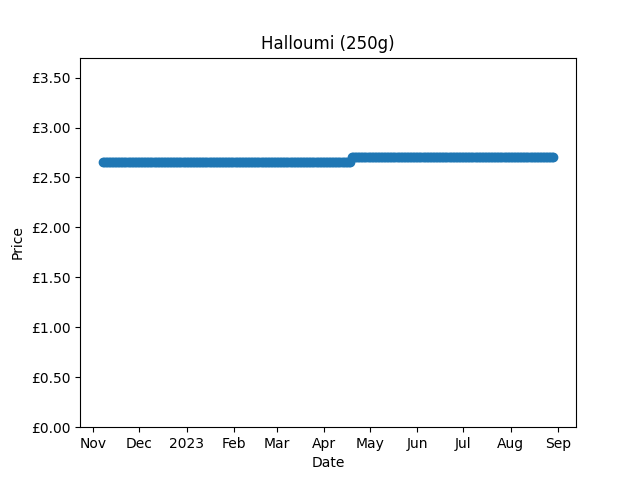 Halloumi (250g)
£3.50
£3.00
£2.50
£2.00
£1.50
£1.00
£0.50
£0.00
Price
Nov Dec 2023 Feb Mar Apr May Jun Jul Aug Sep
Date